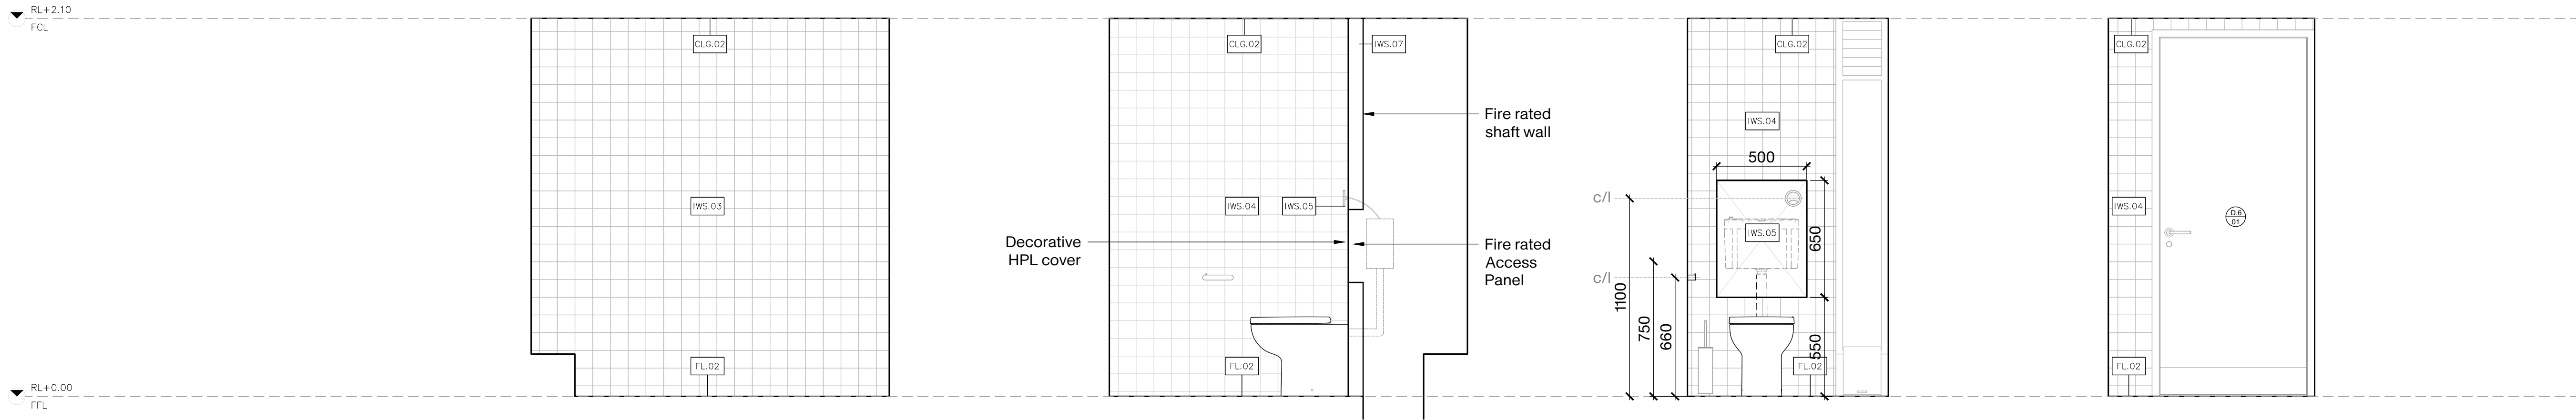 RL+2.10
FCL
CLG.02
IWS.03
FL.02
CLG.02
IWS.07
Fire rated
shaft wall
IWS.04
IWS.05
Decorative
HPL cover
Fire rated
Access
Panel
FL.02
CLG.02
IWS.04
500
c/l
IWS.05
650
c/l
1100
750
660
550
FL.02
CLG.02
IWS.04
D.6
01
FL.02
RL+0.00
FFL